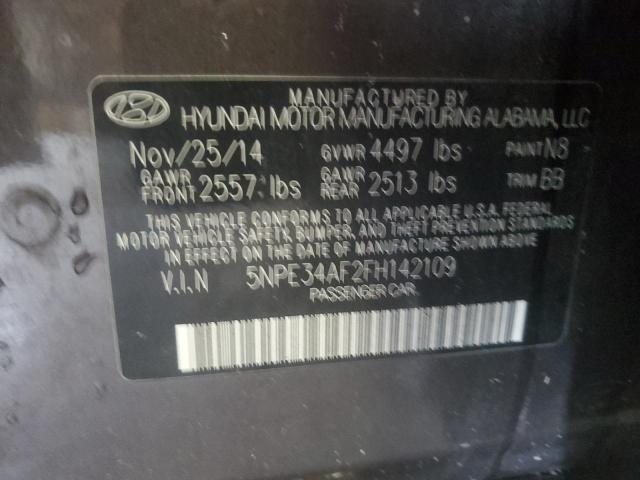 MANUFACTURED BY
HYUNDAI MOTOR MANUFACTURING ALABAMA, LLC
Nov/25/14 GVWR 4497 lbs PAINT N8
GAWR FRONT 2557 lbs GAWR REAR 2513 lbs TRIM BB
THIS VEHICLE CONFORMS TO ALL APPLICABLE U.S.A. FEDERAL
MOTOR VEHICLE SAFETY, BUMPER, AND THEFT PREVENTION STANDARDS
IN EFFECT ON THE DATE OF MANUFACTURE SHOWN ABOVE.
V.I.N 5NPE34AF2FH142109
PASSENGER CAR